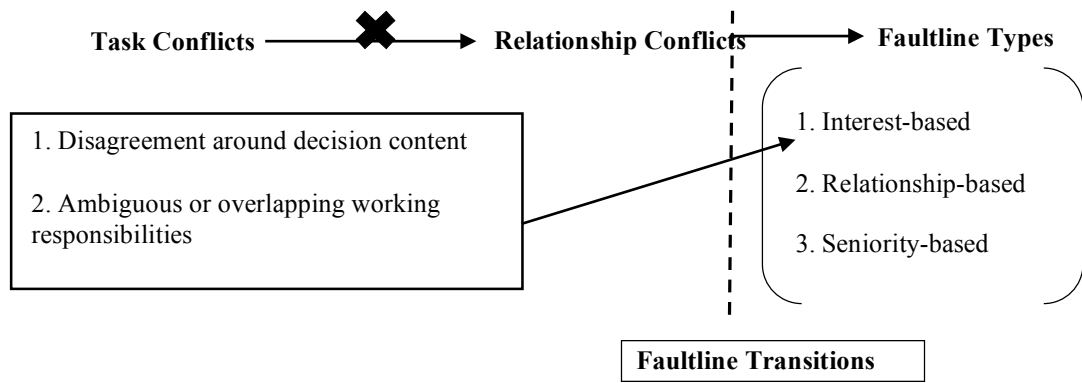 Task Conflicts Relationship Conflicts Faultline Types
1. Disagreement around decision content
2. Ambiguous or overlapping working
responsibilities
1. Interest-based
2. Relationship-based
3. Seniority-based
Faultline Transitions